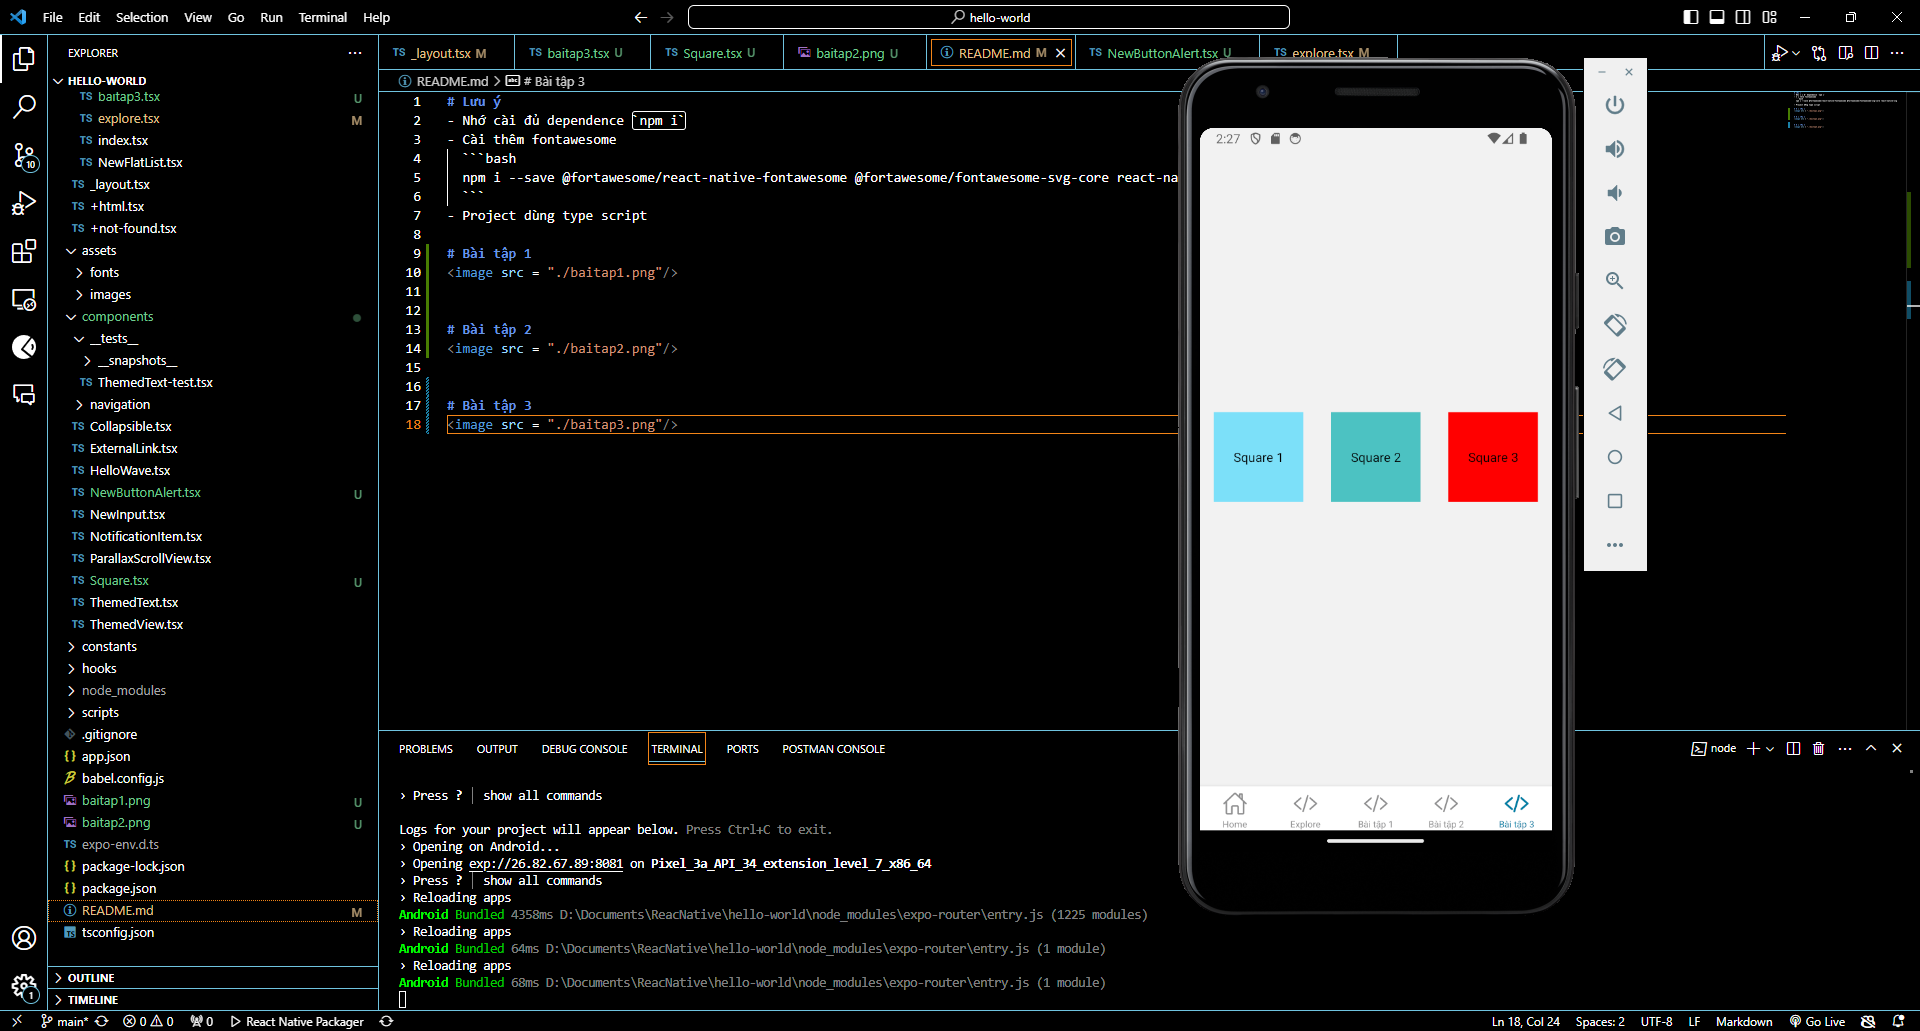 File Edit Selection View Go Run Terminal Help
hello-world
EXPLORER
HELLO-WORLD
TS baitap3.tsx U
TS explore.tsx M
TS index.tsx
TS NewFlatList.tsx
TS _layout.tsx
TS +html.tsx
TS +not-found.tsx
assets
fonts
images
components
__tests__
__snapshots__
TS ThemedText-test.tsx
navigation
TS Collapsible.tsx
TS ExternalLink.tsx
TS HelloWave.tsx
TS NewButtonAlert.tsx U
TS NewInput.tsx
TS NotificationItem.tsx
TS ParallaxScrollView.tsx
TS Square.tsx U
TS ThemedText.tsx
TS ThemedView.tsx
constants
hooks
node_modules
scripts
.gitignore
{} app.json
babel.config.js
baitap1.png U
baitap2.png U
TS expo-env.d.ts
{} package-lock.json
{} package.json
README.md M
TS tsconfig.json
OUTLINE
TIMELINE
10
1
TS _layout.tsx M
TS baitap3.tsx U
TS Square.tsx U
baitap2.png U
README.md M
TS NewButtonAlert.tsx U
TS explore.tsx M
README.md > # Bài tập 3
1 # Lưu ý
2 - Nhớ cài đủ dependence `npm i`
3 - Cài thêm fontawesome
4 ```bash
5 npm i --save @fortawesome/react-native-fontawesome @fortawesome/fontawesome-svg-core react-na
6 ```
7 - Project dùng type script
8
9 # Bài tập 1
10 <image src = "./baitap1.png"/>
11
12
13 # Bài tập 2
14 <image src = "./baitap2.png"/>
15
16
17 # Bài tập 3
18 <image src = "./baitap3.png"/>
2:27
Square 1 Square 2 Square 3
Home Explore Bài tập 1 Bài tập 2 Bài tập 3
PROBLEMS OUTPUT DEBUG CONSOLE TERMINAL PORTS POSTMAN CONSOLE
node
› Press ? │ show all commands
Logs for your project will appear below. Press Ctrl+C to exit.
› Opening on Android...
› Opening exp://26.82.67.89:8081 on Pixel_3a_API_34_extension_level_7_x86_64
› Press ? │ show all commands
› Reloading apps
Android Bundled 4358ms D:\Documents\ReacNative\hello-world\node_modules\expo-router\entry.js (1225 modules)
› Reloading apps
Android Bundled 64ms D:\Documents\ReacNative\hello-world\node_modules\expo-router\entry.js (1 module)
› Reloading apps
Android Bundled 68ms D:\Documents\ReacNative\hello-world\node_modules\expo-router\entry.js (1 module)
main* 0 0 0 React Native Packager
Ln 18, Col 24 Spaces: 2 UTF-8 LF Markdown Go Live